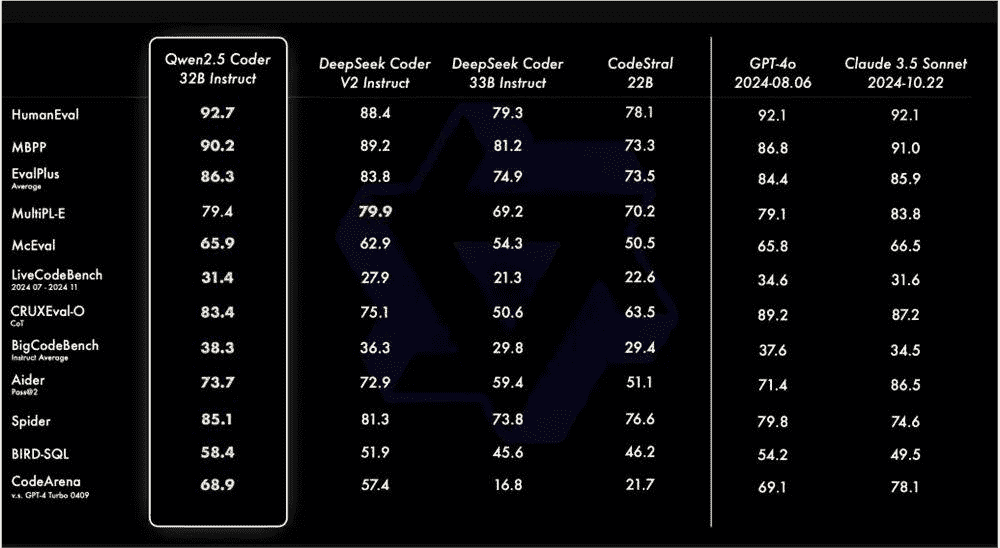 Qwen2.5 Coder 32B Instruct DeepSeek Coder V2 Instruct DeepSeek Coder 33B Instruct CodeStral 22B GPT-4o 2024-08.06 Claude 3.5 Sonnet 2024-10.22
HumanEval 92.7 88.4 79.3 78.1 92.1 92.1
MBPP 90.2 89.2 81.2 73.3 86.8 91.0
EvalPlus 86.3 83.8 74.9 73.5 84.4 85.9
Average
MultiPL-E 79.4 79.9 69.2 70.2 79.1 83.8
McEval 65.9 62.9 54.3 50.5 65.8 66.5
LiveCodeBench 31.4 27.9 21.3 22.6 34.6 31.6
2024 07 - 2024 11
CRUXEval-O 83.4 75.1 50.6 63.5 89.2 87.2
CoT
BigCodeBench 38.3 36.3 29.8 29.4 37.6 34.5
Instruct Average
Aider 73.7 72.9 59.4 51.1 71.4 86.5
Pass@2
Spider 85.1 81.3 73.8 76.6 79.8 74.6
BIRD-SQL 58.4 51.9 45.6 46.2 54.2 49.5
CodeArena 68.9 57.4 16.8 21.7 69.1 78.1
v.s. GPT-4 Turbo 0409